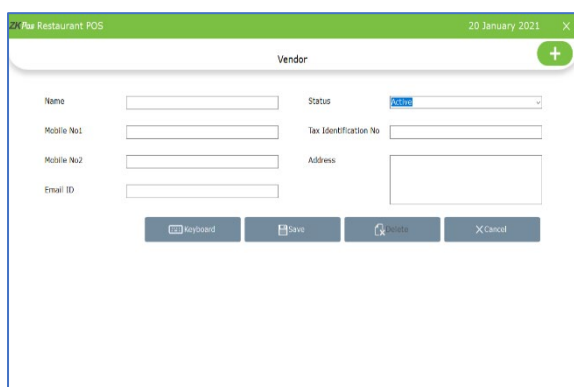 ZKPos Restaurant POS 20 January 2021 X
+
Vendor
Name Status Active
Mobile No1 Tax Identification No
Mobile No2 Address
Email ID
Keyboard Save Delete Cancel